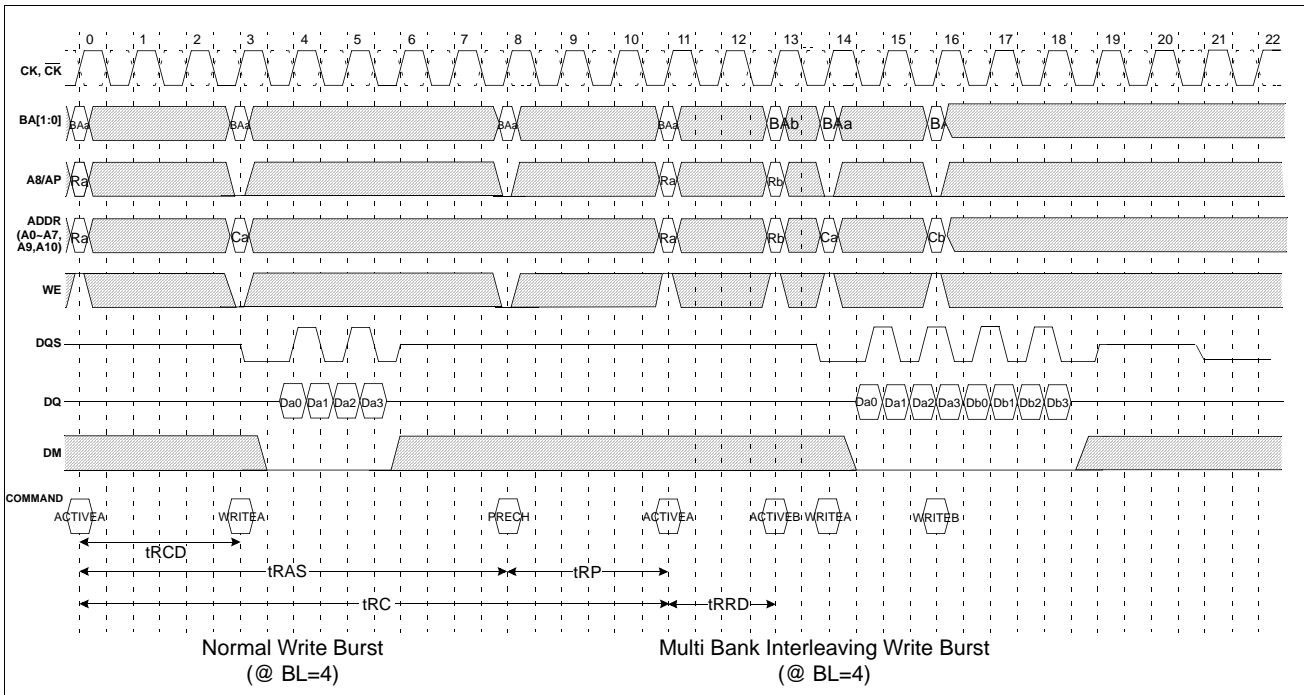 0 1 2 3 4 5 6 7 8 9 10 11 12 13 14 15 16 17 18 19 20 21 22
CK, CK
BA[1:0] BAa BAa BAa BAa BAb BAa BA
A8/AP Ra Ra Rb
ADDR
(A0~A7,
A9,A10)
Ra Ca Ra Rb Ca Cb
WE
DQS
DQ Da0 Da1 Da2 Da3 Da0 Da1 Da2 Da3 Db0 Db1 Db2 Db3
DM
COMMAND
ACTIVEA WRITEA PRECH ACTIVEA ACTIVEB WRITEA WRITEB
tRCD
tRAS tRP
tRC tRRD
Normal Write Burst Multi Bank Interleaving Write Burst
(@ BL=4) (@ BL=4)